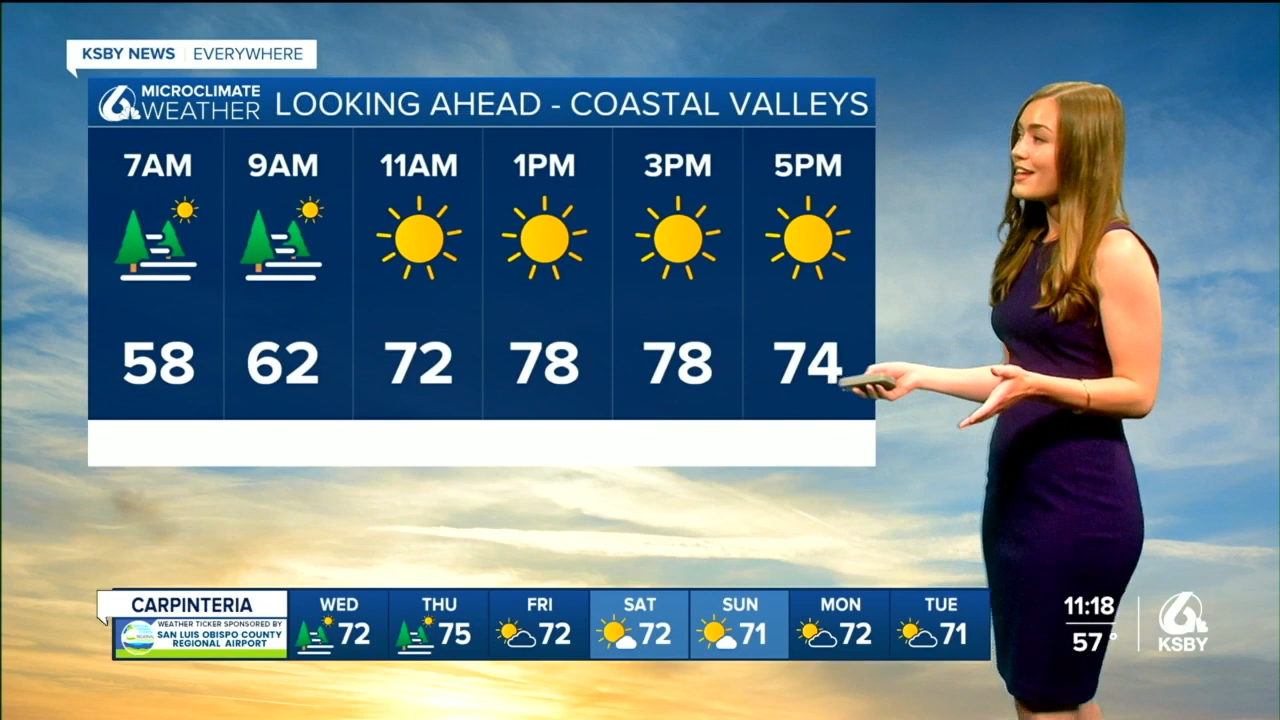 KSBY NEWS EVERYWHERE
6 MICROCLIMATE WEATHER LOOKING AHEAD - COASTAL VALLEYS
7AM 9AM 11AM 1PM 3PM 5PM
58 62 72 78 78 74
CARPINTERIA
WEATHER TICKER SPONSORED BY
SAN LUIS OBISPO COUNTY
REGIONAL AIRPORT
WED THU FRI SAT SUN MON TUE
72 75 72 72 71 72 71
11:18
57°
6
KSBY